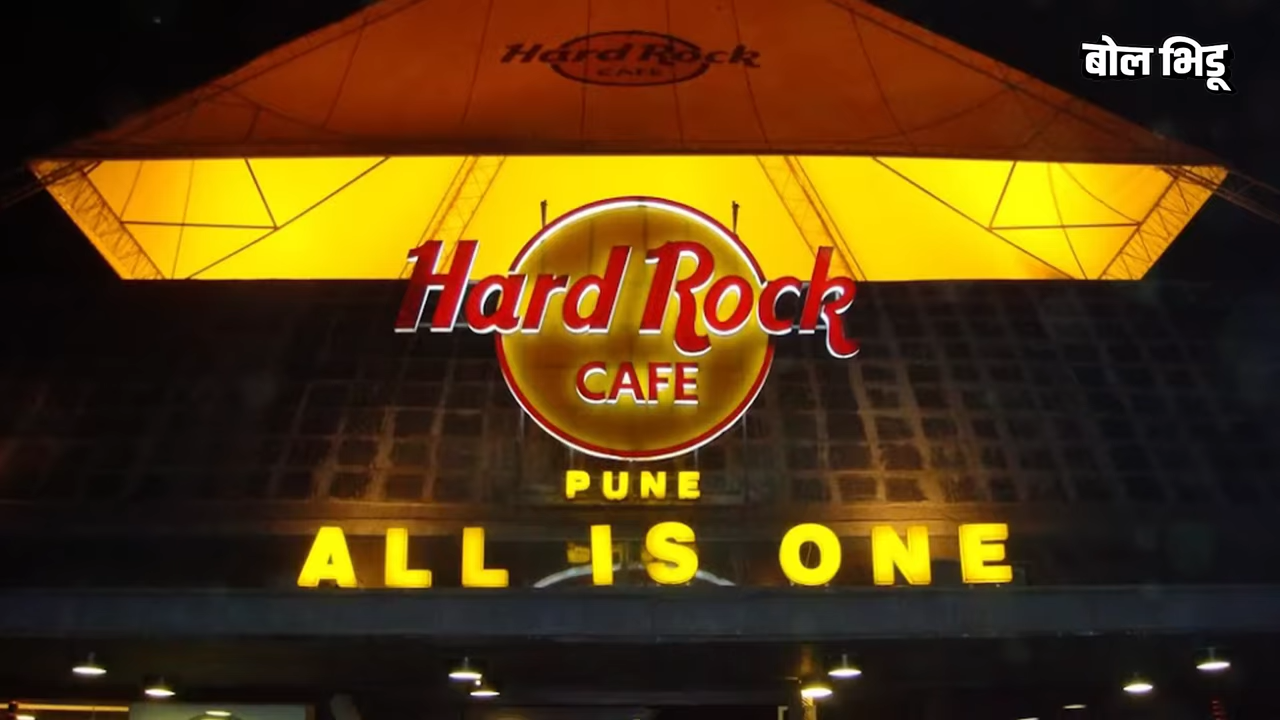 Hard Rock
CAFE
बोल भिडू
Hard Rock
CAFE
PUNE
ALL IS ONE